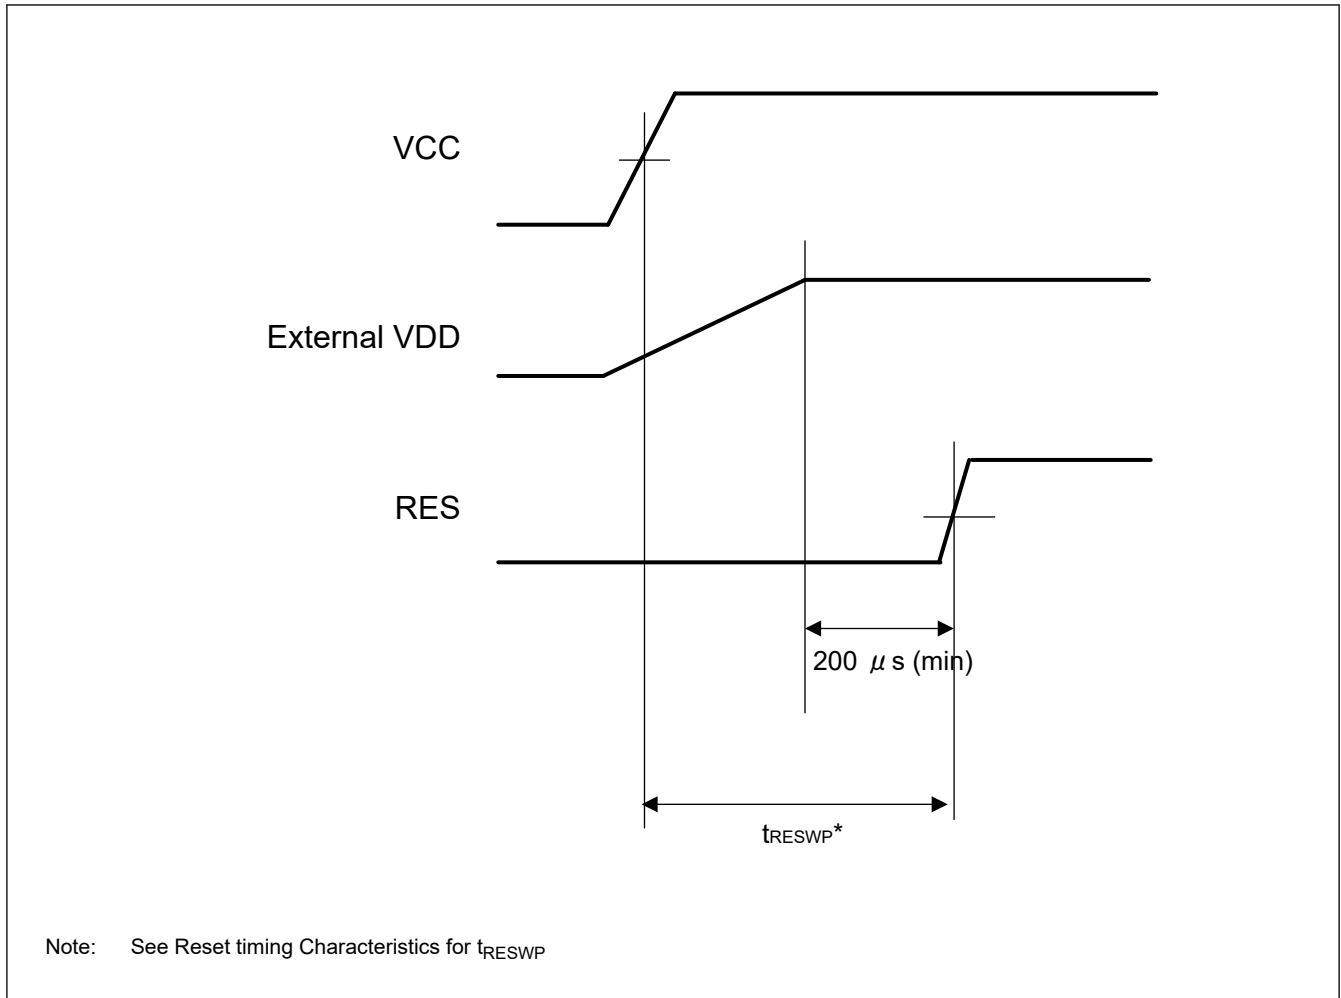 VCC
External VDD
RES
200 μs (min)
tRESWP*
Note: See Reset timing Characteristics for tRESWP